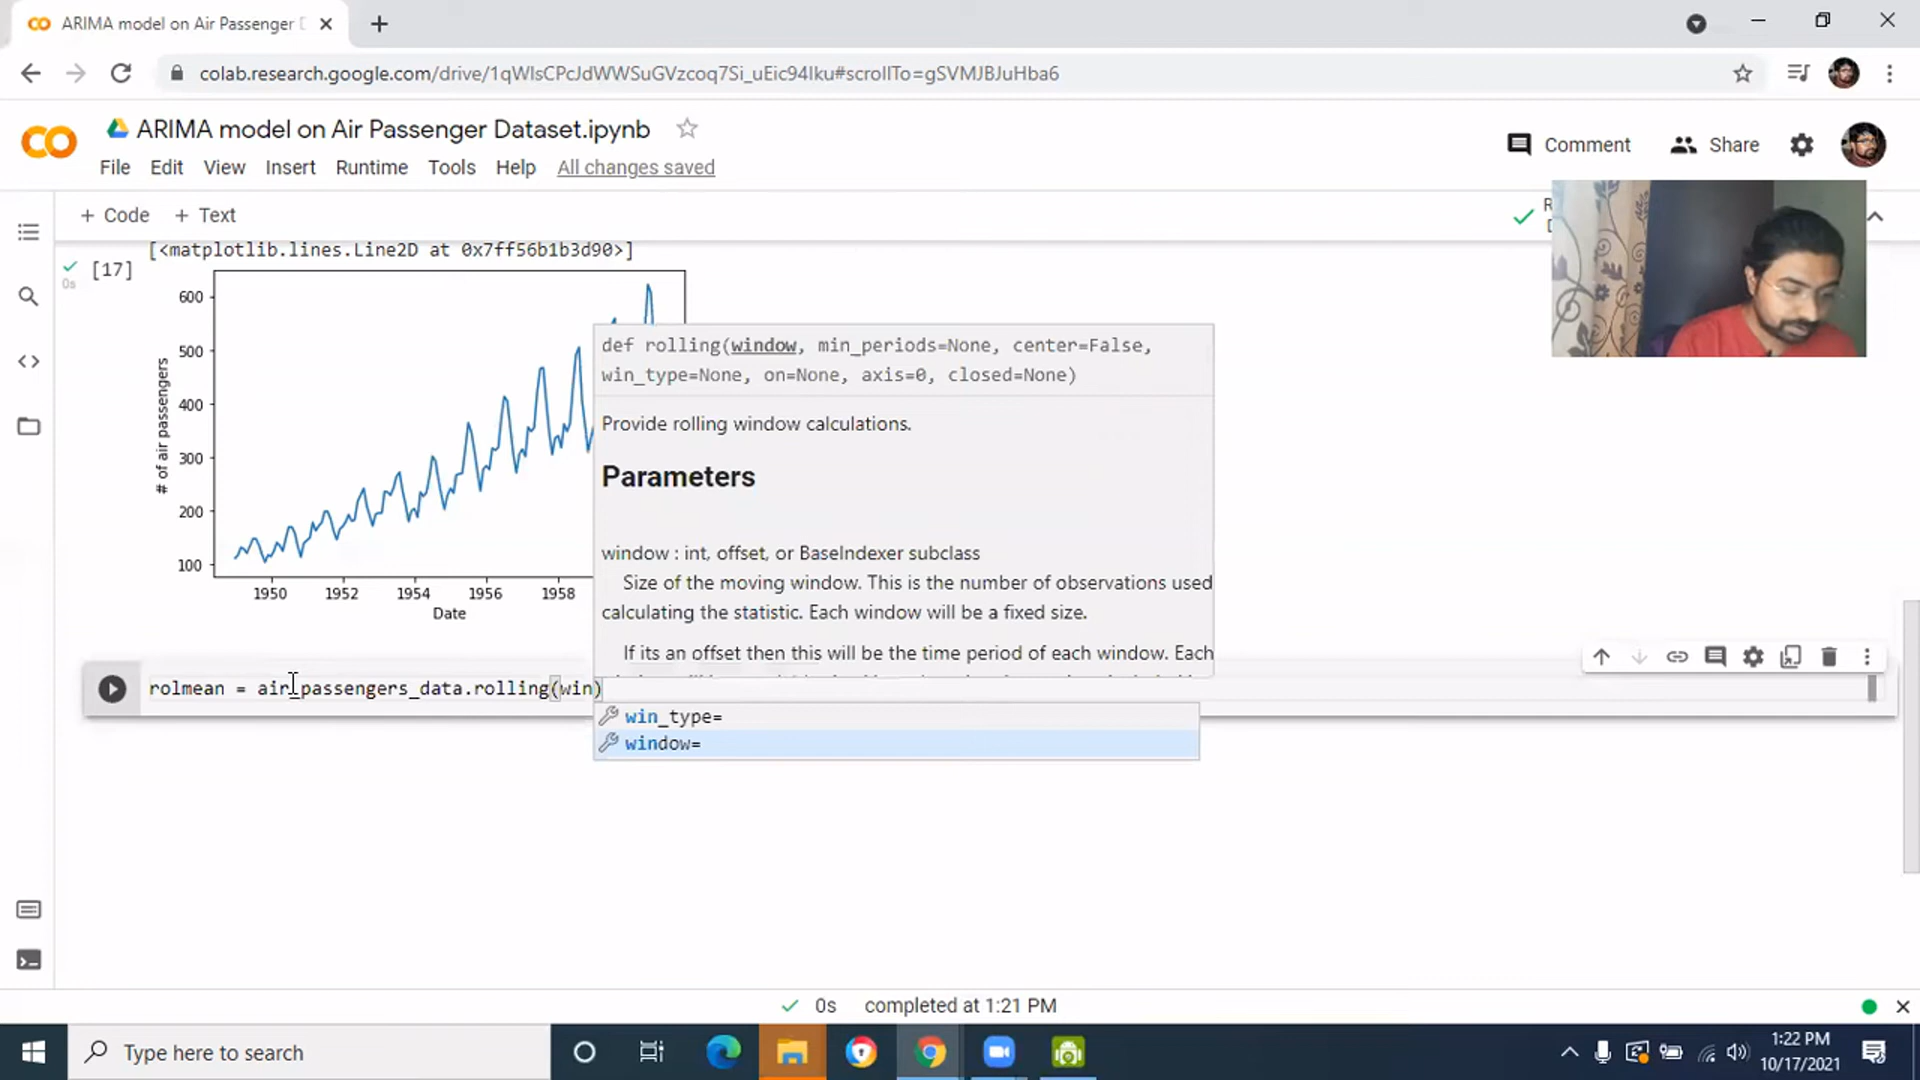 ARIMA model on Air Passenger D
colab.research.google.com/drive/1qWlsCPcJdWWSuGVzcoq7Si_uEic94lku#scrollTo=gSVMJBJuHba6
ARIMA model on Air Passenger Dataset.ipynb
Comment
Share
File Edit View Insert Runtime Tools Help All changes saved
+ Code + Text
[<matplotlib.lines.Line2D at 0x7ff56b1b3d90>]
[17]
0s
600
500
400
300
200
100
# of air passengers
1950 1952 1954 1956 1958
Date
def rolling(window, min_periods=None, center=False,
win_type=None, on=None, axis=0, closed=None)
Provide rolling window calculations.
Parameters
window : int, offset, or BaseIndexer subclass
Size of the moving window. This is the number of observations used
calculating the statistic. Each window will be a fixed size.
If its an offset then this will be the time period of each window. Each
rolmean = air_passengers_data.rolling(win)
win_type=
window=
0s completed at 1:21 PM
Type here to search
1:22 PM
10/17/2021